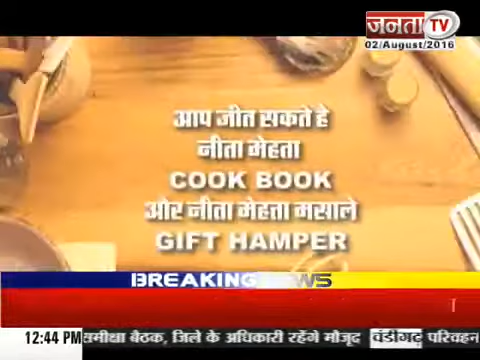 जनता TV
02/August/2016
आप जीत सकते हे
नीता मेहता
COOK BOOK
ओर नीता मेहता मसाले
GIFT HAMPER
BREAKING NEWS
12:44 PM समीक्षा बैठक, जिले के अधिकारी रहेंगे मौजूद चंडीगढ़ परिवहन